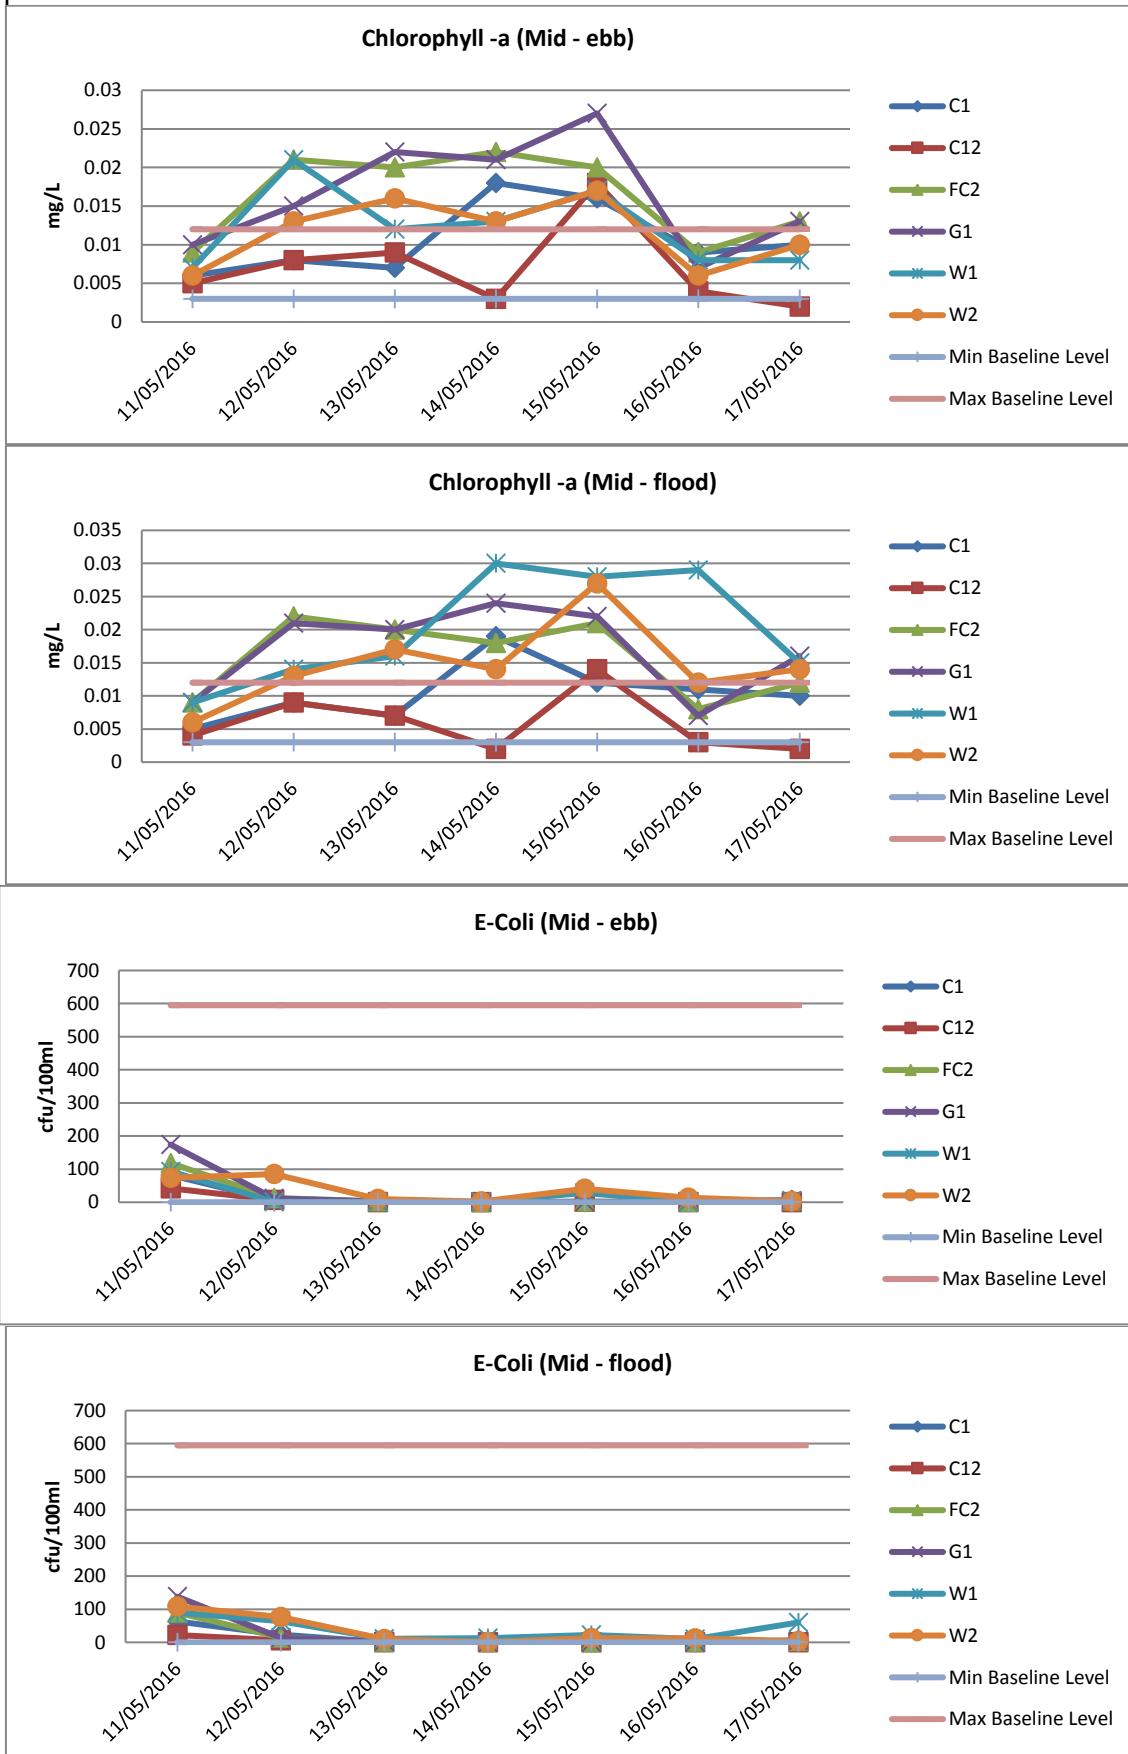 Chlorophyll -a (Mid - ebb)
0.03
0.025
0.02
0.015
0.01
0.005
0
mg/L
11/05/2016
12/05/2016
13/05/2016
14/05/2016
15/05/2016
16/05/2016
17/05/2016
C1
C12
FC2
G1
W1
W2
Min Baseline Level
Max Baseline Level
Chlorophyll -a (Mid - flood)
0.035
0.03
0.025
0.02
0.015
0.01
0.005
0
mg/L
11/05/2016
12/05/2016
13/05/2016
14/05/2016
15/05/2016
16/05/2016
17/05/2016
C1
C12
FC2
G1
W1
W2
Min Baseline Level
Max Baseline Level
E-Coli (Mid - ebb)
700
600
500
400
300
200
100
0
cfu/100ml
11/05/2016
12/05/2016
13/05/2016
14/05/2016
15/05/2016
16/05/2016
17/05/2016
C1
C12
FC2
G1
W1
W2
Min Baseline Level
Max Baseline Level
E-Coli (Mid - flood)
700
600
500
400
300
200
100
0
cfu/100ml
11/05/2016
12/05/2016
13/05/2016
14/05/2016
15/05/2016
16/05/2016
17/05/2016
C1
C12
FC2
G1
W1
W2
Min Baseline Level
Max Baseline Level